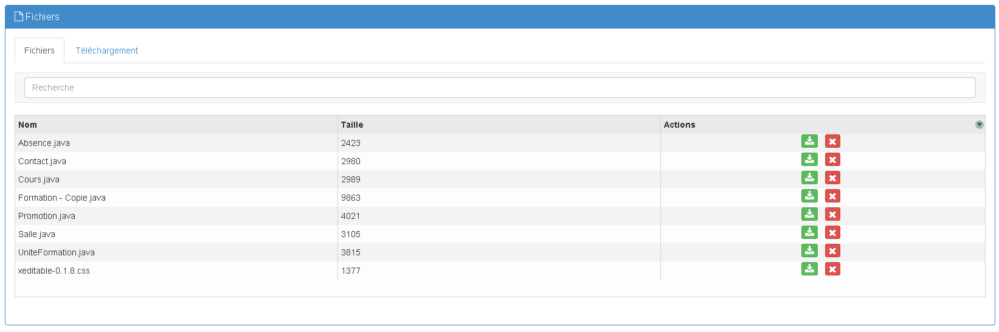 Fichiers
Fichiers Téléchargement
Recherche
Nom Taille Actions
Absence.java 2423
Contact.java 2980
Cours.java 2989
Formation - Copie.java 9863
Promotion.java 4021
Salle.java 3105
UniteFormation.java 3815
xeditable-0.1.8.css 1377